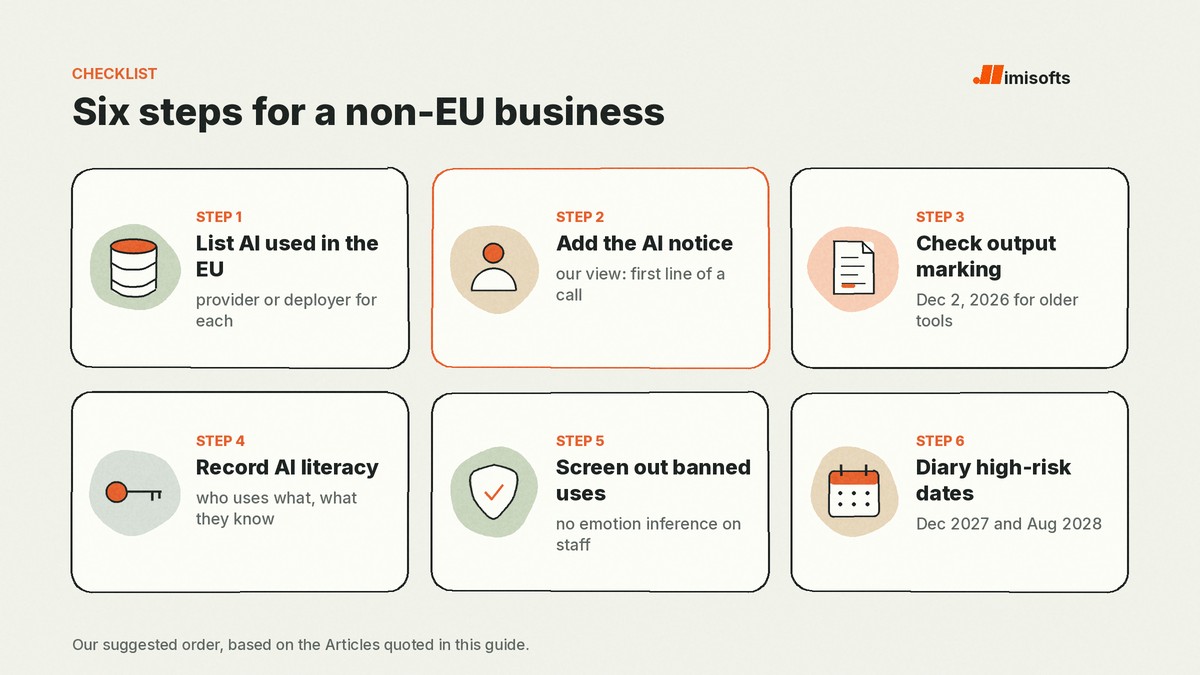 CHECKLIST
imisofts
Six steps for a non-EU business
STEP 1
List AI used in the
EU
provider or deployer for
each
STEP 2
Add the AI notice
our view: first line of a
call
STEP 3
Check output
marking
Dec 2, 2026 for older
tools
STEP 4
Record AI literacy
who uses what, what
they know
STEP 5
Screen out banned
uses
no emotion inference on
staff
STEP 6
Diary high-risk
dates
Dec 2027 and Aug 2028
Our suggested order, based on the Articles quoted in this guide.